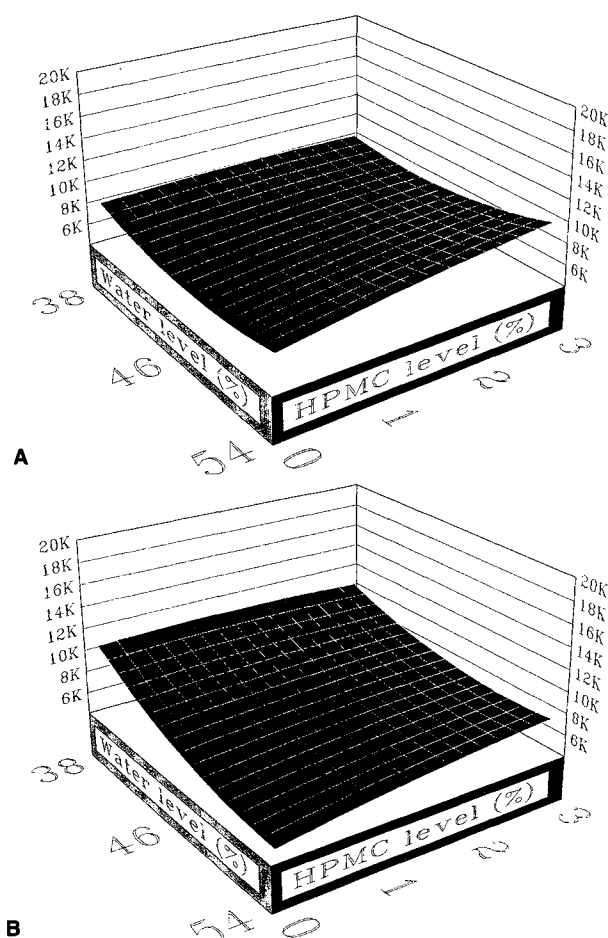 20K
18K
16K
14K
12K
10K
8K
6K
20K
18K
16K
14K
12K
10K
8K
6K
38
46
54
Water level (%)
HPMC level (%)
0
1
2
3
A
20K
18K
16K
14K
12K
10K
8K
6K
20K
18K
16K
14K
12K
10K
8K
6K
38
46
54
Water level (%)
HPMC level (%)
0
1
2
3
B